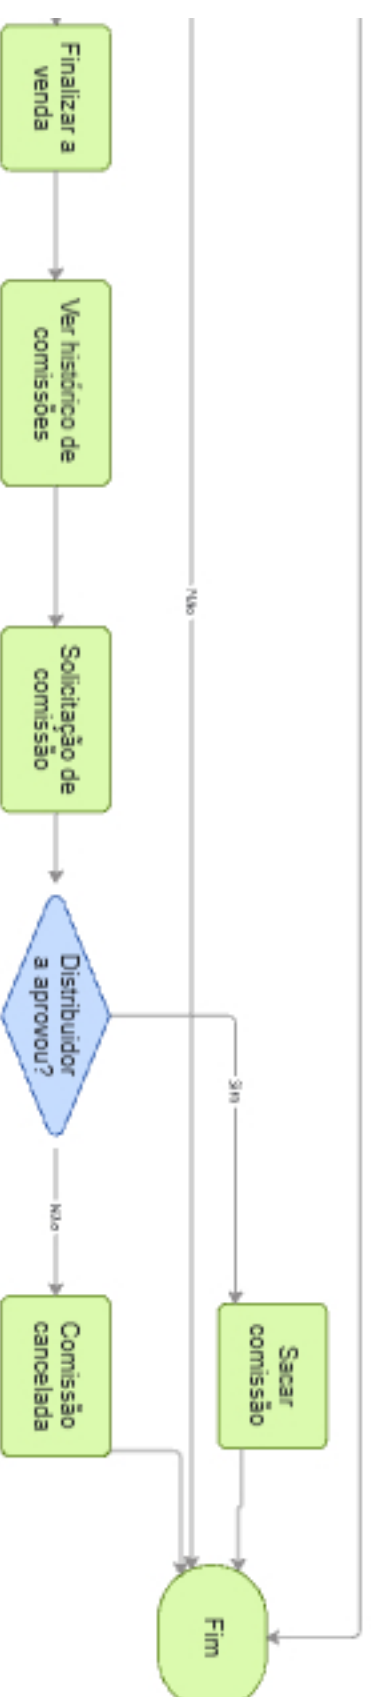 Finalizar a
venda
Ver histórico de
comissões
Não
Solicitação de
comissão
Distribuidor
a aprovou?
Sim
Não
Sacar
comissão
Comissão
cancelada
Fim